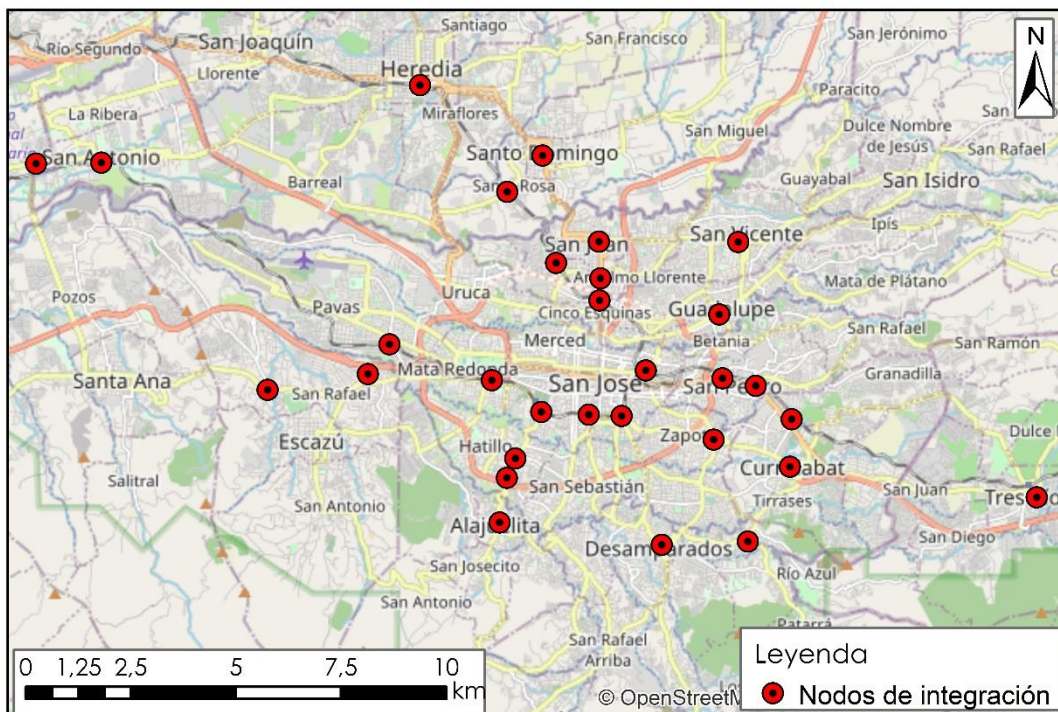 Santiago
San Joaquín
San Francisco
San Jerónimo
N
Río Segundo
Llorente
Heredia
Paracito
La Ribera
Miraflores
San Miguel
Dulce Nombre
de Jesús
San Antonio
Santo Domingo
San Rafael
Barreal
Santa Rosa
Guayabal
San Isidro
San Juan
San Vicente
Ipís
Anselmo Llorente
Mata de Plátano
Pozos
Pavas
Uruca
Cinco Esquinas
Guadalupe
Merced
Betania
San Rafael
San Ramón
Santa Ana
Mata Redonda
San José
San Pedro
Granadilla
San Rafael
Escazú
Hatillo
Zapote
Dulce
Salitral
San Sebastián
Curridabat
Tirrases
San Juan
Tres
San Antonio
Alajuelita
Desamparados
San Diego
San Josecito
Río Azul
San Antonio
Patarrá
San Rafael
Arriba
Leyenda
Nodos de integración
0 1,25 2,5 5 7,5 10
km
© OpenStreetM